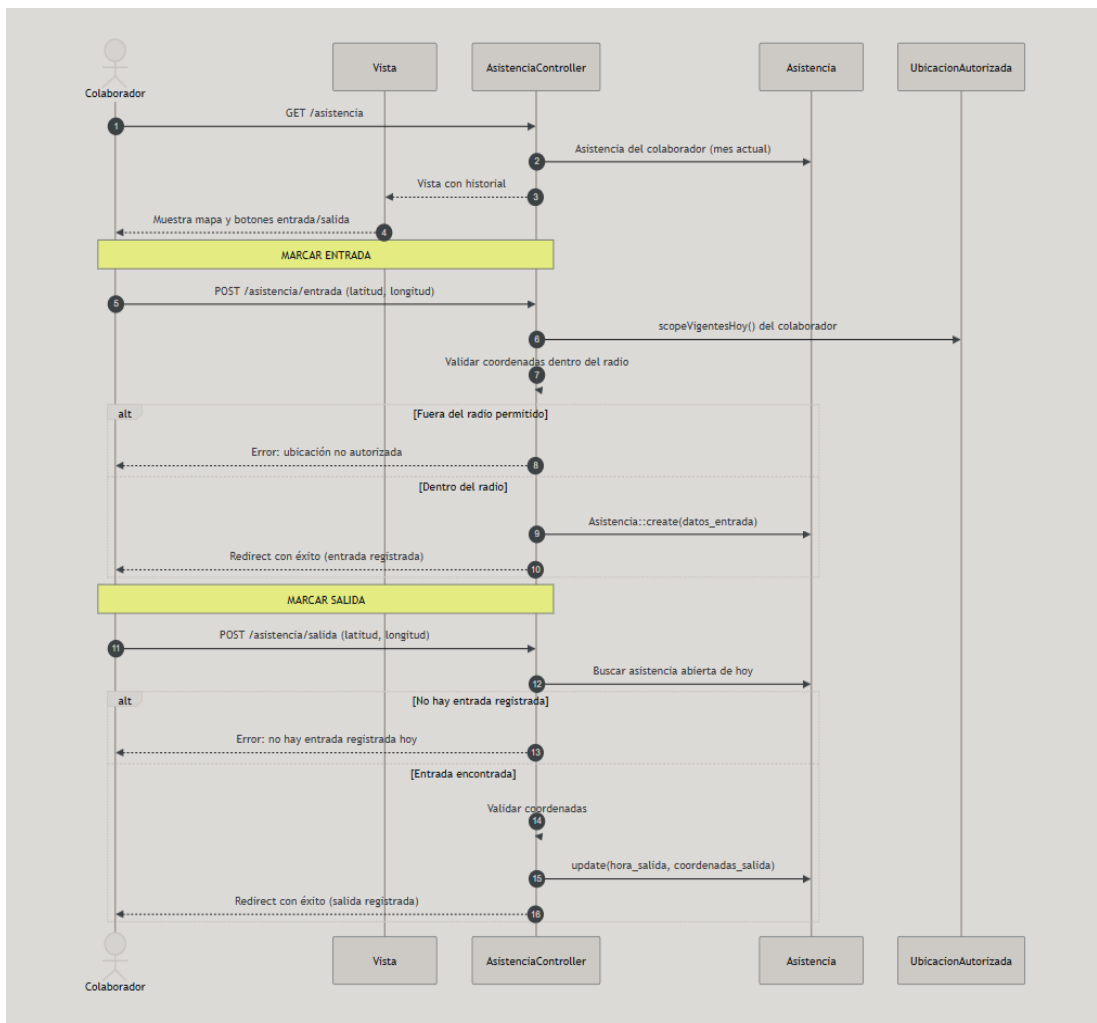 Colaborador
Vista
AsistenciaController
Asistencia
UbicacionAutorizada
GET /asistencia
1
Asistencia del colaborador (mes actual)
2
Vista con historial
3
Muestra mapa y botones entrada/salida
4
MARCAR ENTRADA
POST /asistencia/entrada (latitud, longitud)
5
scopeVigentesHoy() del colaborador
6
Validar coordenadas dentro del radio
7
alt
[Fuera del radio permitido]
Error: ubicación no autorizada
8
[Dentro del radio]
Asistencia::create(datos_entrada)
9
Redirect con éxito (entrada registrada)
10
MARCAR SALIDA
POST /asistencia/salida (latitud, longitud)
11
Buscar asistencia abierta de hoy
12
alt
[No hay entrada registrada]
Error: no hay entrada registrada hoy
13
[Entrada encontrada]
Validar coordenadas
14
update(hora_salida, coordenadas_salida)
15
Redirect con éxito (salida registrada)
16
Colaborador
Vista
AsistenciaController
Asistencia
UbicacionAutorizada